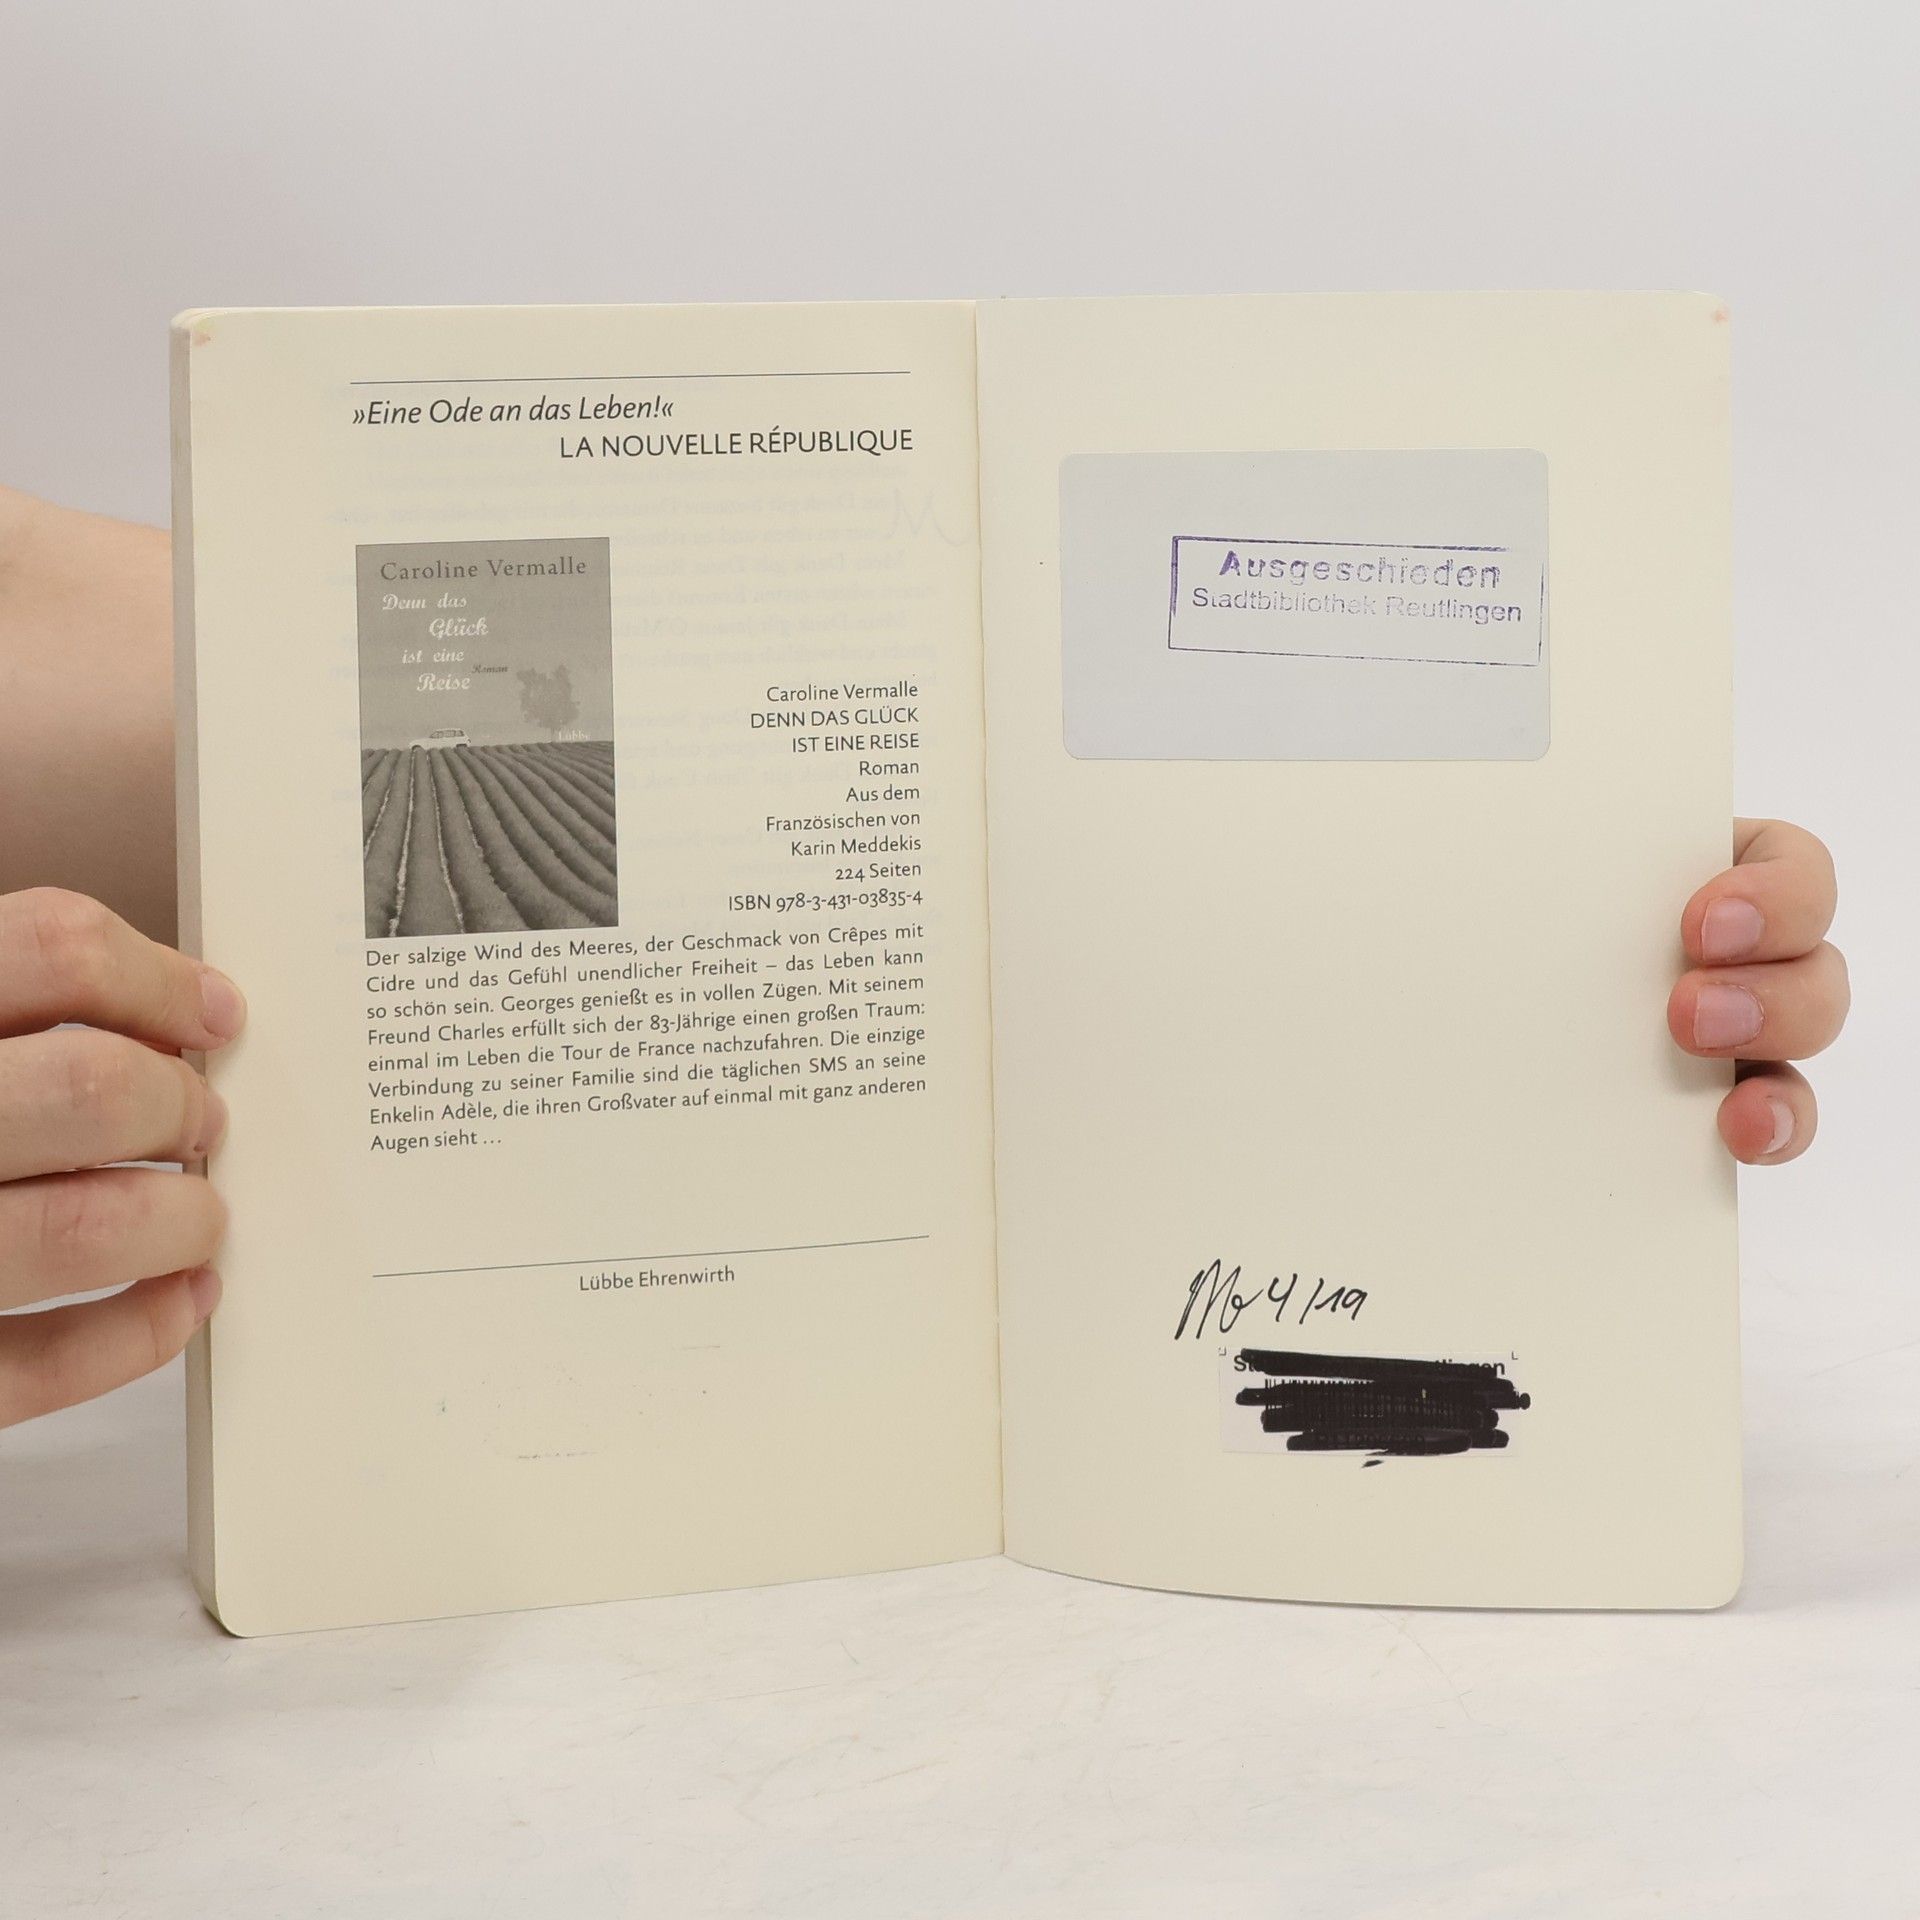 »Eine Ode an das Leben!«
LA NOUVELLE RÉPUBLIQUE
Caroline Vermalle
Denn das
Glück
ist eine
Reise
Roman
Lübbe
Caroline Vermalle
DENN DAS GLÜCK
IST EINE REISE
Roman
Aus dem
Französischen von
Karin Meddekis
224 Seiten
ISBN 978-3-431-03835-4
Der salzige Wind des Meeres, der Geschmack von Crêpes mit
Cidre und das Gefühl unendlicher Freiheit – das Leben kann
so schön sein. Georges genießt es in vollen Zügen. Mit seinem
Freund Charles erfüllt sich der 83-Jährige einen großen Traum:
einmal im Leben die Tour de France nachzufahren. Die einzige
Verbindung zu seiner Familie sind die täglichen SMS an seine
Enkelin Adèle, die ihren Großvater auf einmal mit ganz anderen
Augen sieht ...
Lübbe Ehrenwirth
Ausgeschieden
Stadtbibliothek Reutlingen
4/19